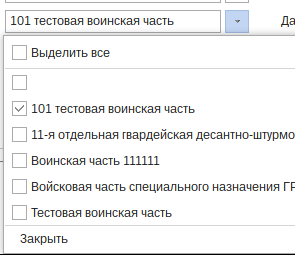 101 тестовая воинская часть
Да
Выделить все
101 тестовая воинская часть
11-я отдельная гвардейская десантно-штурмо
Воинская часть 111111
Войсковая часть специального назначения ГР
Тестовая воинская часть
Закрыть